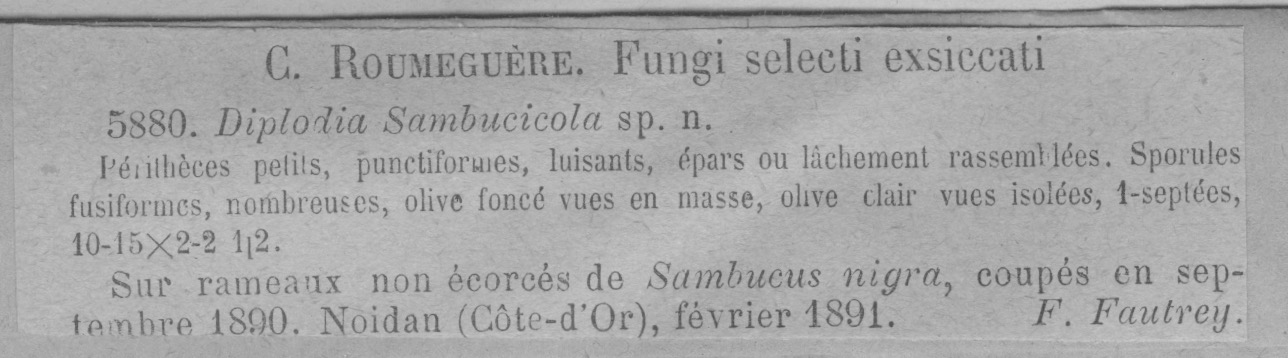 C. ROUMEGUÈRE. Fungi selecti exsiccati
5880. Diplodia Sambucicola sp. n.
Périthèces petits, punctiformes, luisants, épars ou lâchement rassemblées. Sporules
fusiformes, nombreuses, olive foncé vues en masse, olive clair vues isolées, 1-septées,
10-15×2-2 1|2.
Sur rameaux non écorcés de Sambucus nigra, coupés en sep-
tembre 1890. Noidan (Côte-d'Or), février 1891. F. Fautrey.